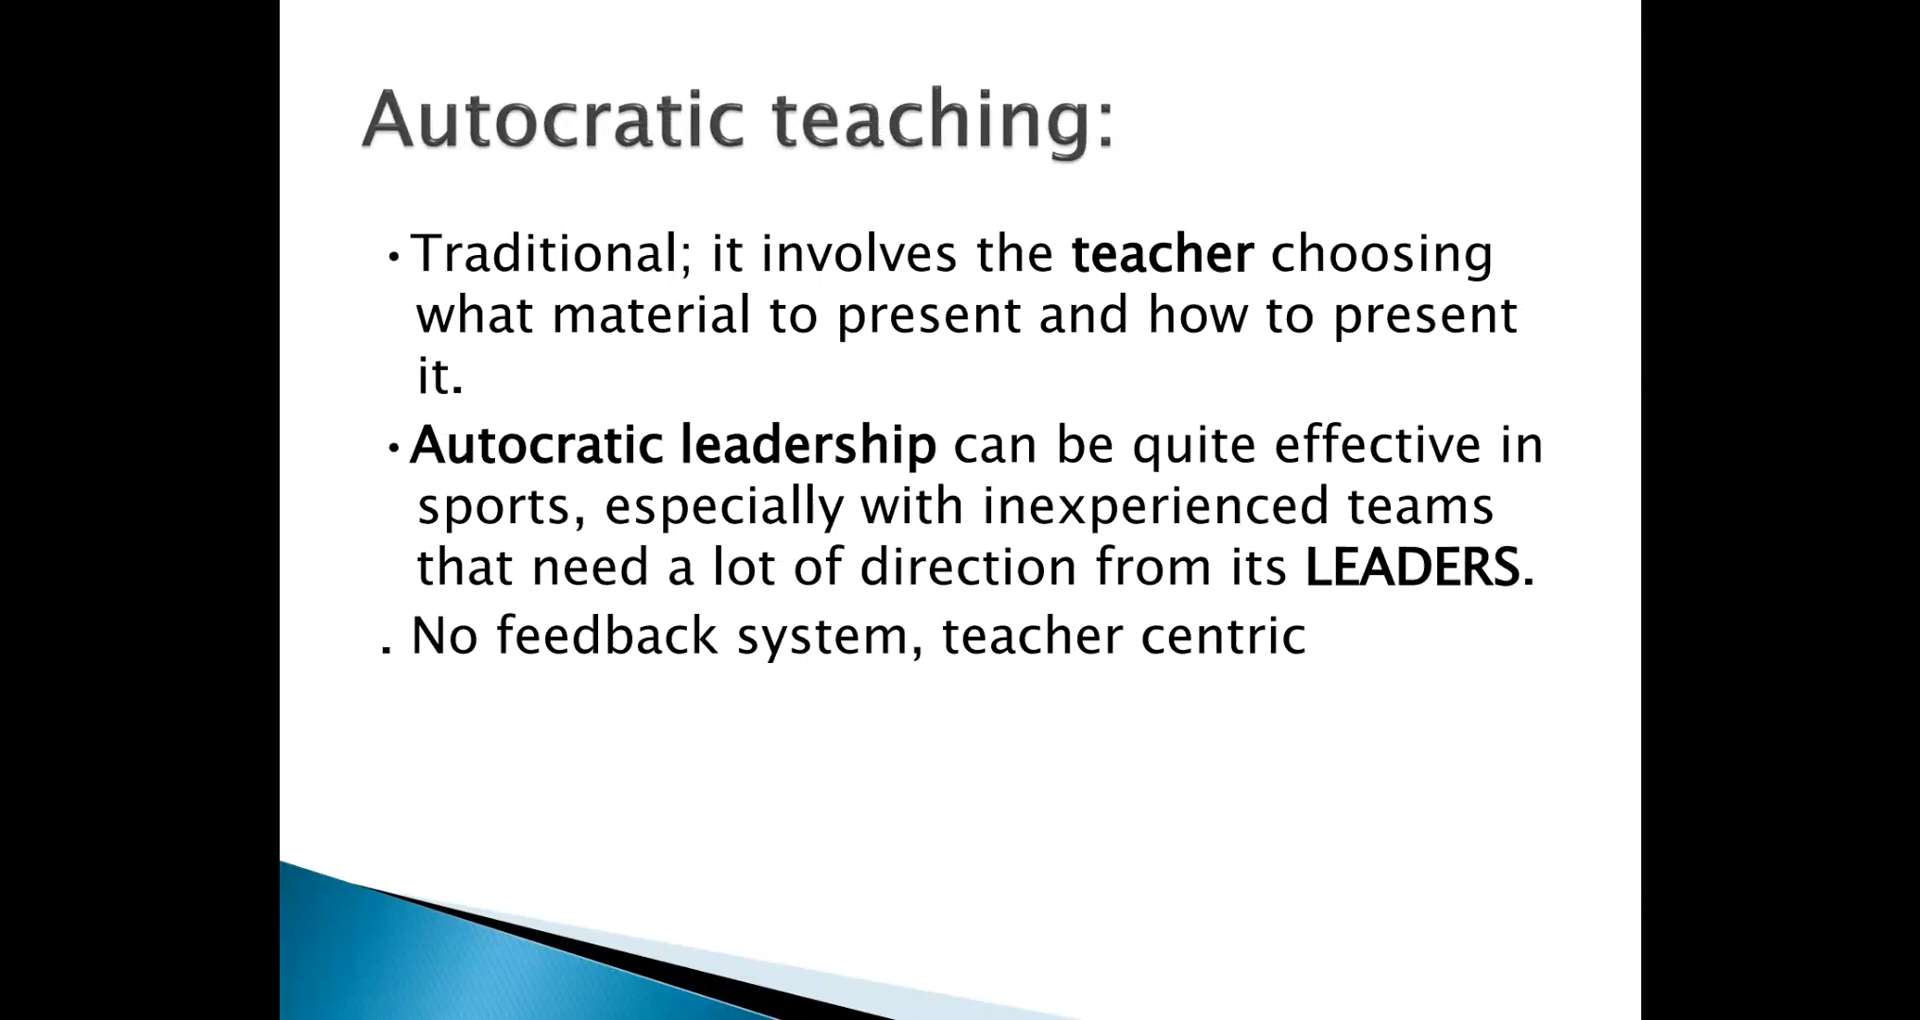 Autocratic teaching:
•Traditional; it involves the teacher choosing
what material to present and how to present
it.
•Autocratic leadership can be quite effective in
sports, especially with inexperienced teams
that need a lot of direction from its LEADERS.
. No feedback system, teacher centric